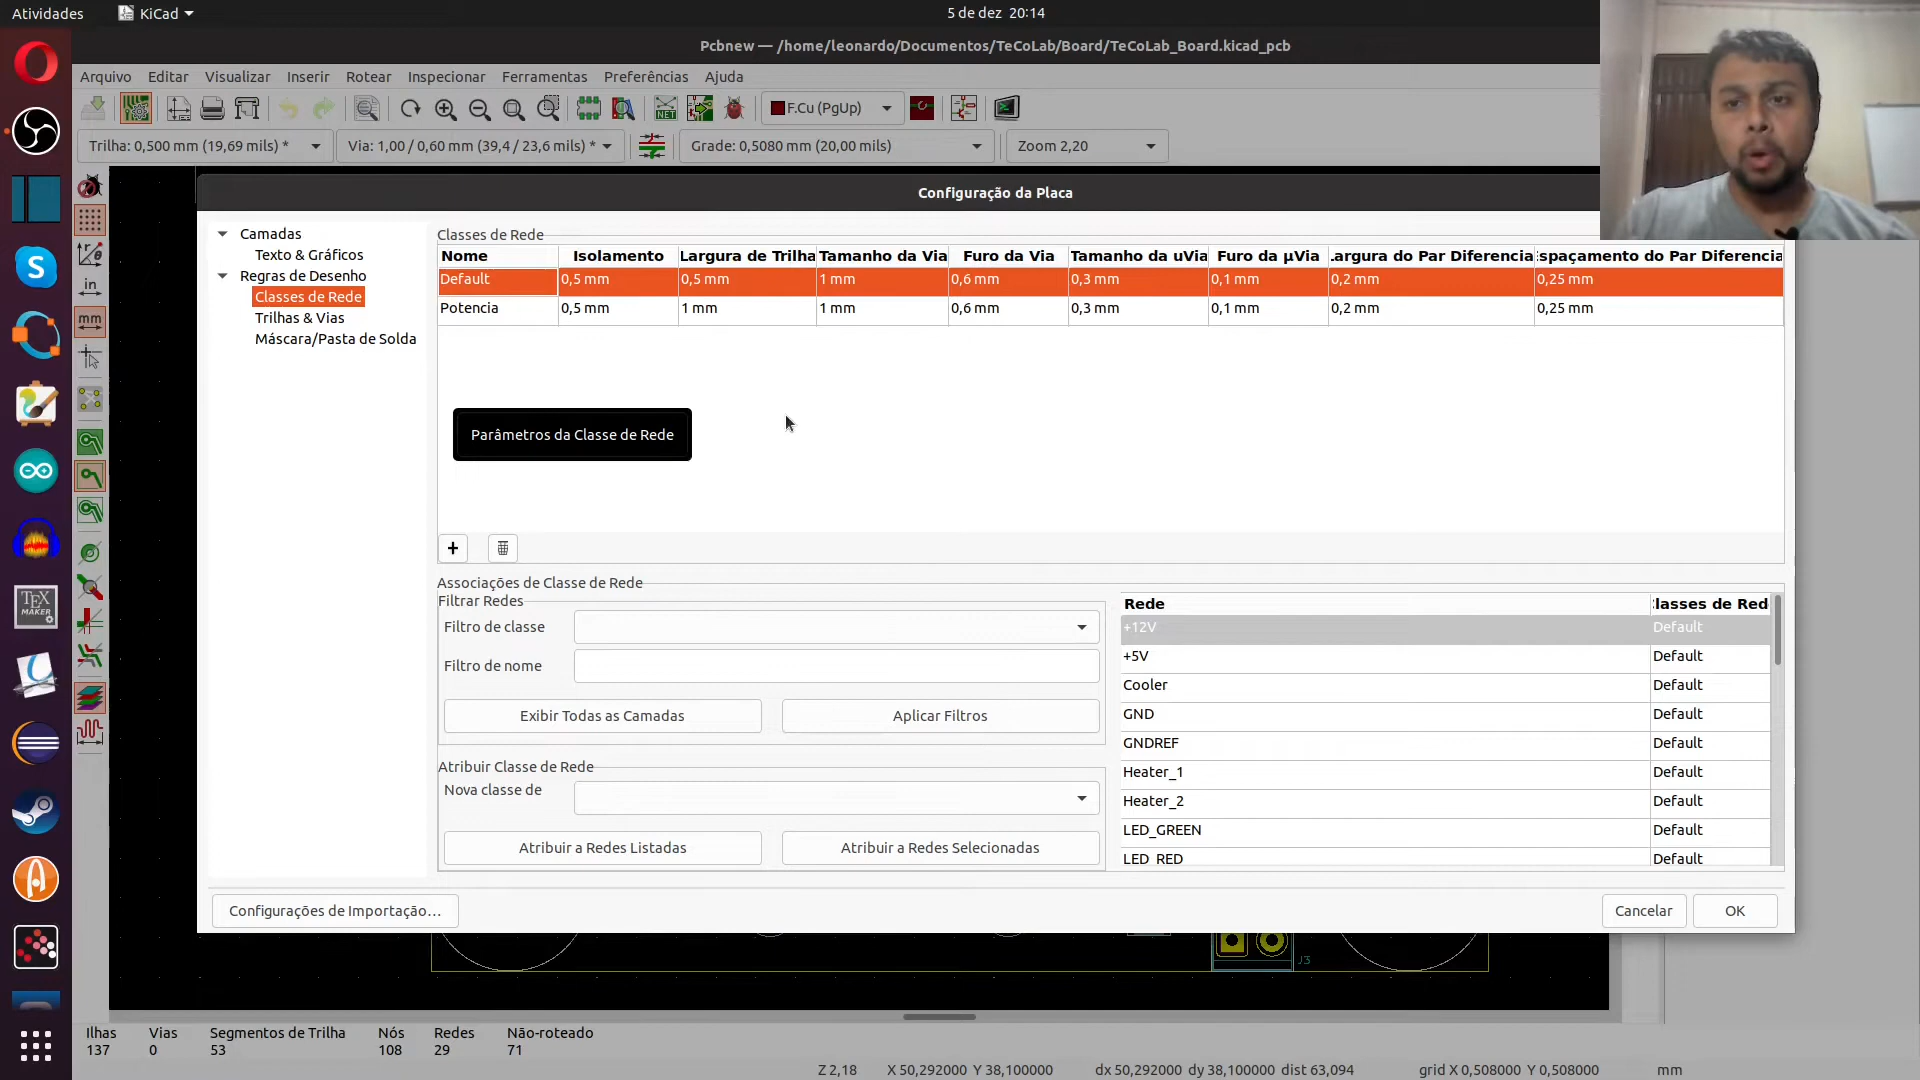 Atividades KiCad 5 de dez 20:14
Pcbnew — /home/leonardo/Documentos/TeCoLab/Board/TeCoLab_Board.kicad_pcb
Arquivo Editar Visualizar Inserir Rotear Inspecionar Ferramentas Preferências Ajuda
NET F.Cu (PgUp)
Trilha: 0,500 mm (19,69 mils) * Via: 1,00 / 0,60 mm (39,4 / 23,6 mils) * Grade: 0,5080 mm (20,00 mils) Zoom 2,20
in
mm
TEX
MAKER
Configuração da Placa
Camadas
Texto & Gráficos
Regras de Desenho
Classes de Rede
Trilhas & Vias
Máscara/Pasta de Solda
Classes de Rede
Nome Isolamento Largura de Trilha Tamanho da Via Furo da Via Tamanho da uVia Furo da µVia argura do Par Diferencia spaçamento do Par Diferencia
Default 0,5 mm 0,5 mm 1 mm 0,6 mm 0,3 mm 0,1 mm 0,2 mm 0,25 mm
Potencia 0,5 mm 1 mm 1 mm 0,6 mm 0,3 mm 0,1 mm 0,2 mm 0,25 mm
Parâmetros da Classe de Rede
+
Associações de Classe de Rede
Filtrar Redes
Filtro de classe
Filtro de nome
Exibir Todas as Camadas Aplicar Filtros
Atribuir Classe de Rede
Nova classe de
Atribuir a Redes Listadas Atribuir a Redes Selecionadas
Rede lasses de Red
+12V Default
+5V Default
Cooler Default
GND Default
GNDREF Default
Heater_1 Default
Heater_2 Default
LED_GREEN Default
LED_RED Default
Configurações de Importação... Cancelar OK
J3
Ilhas Vias Segmentos de Trilha Nós Redes Não-roteado
137 0 53 108 29 71
Z 2,18 X 50,292000 Y 38,100000 dx 50,292000 dy 38,100000 dist 63,094 grid X 0,508000 Y 0,508000 mm